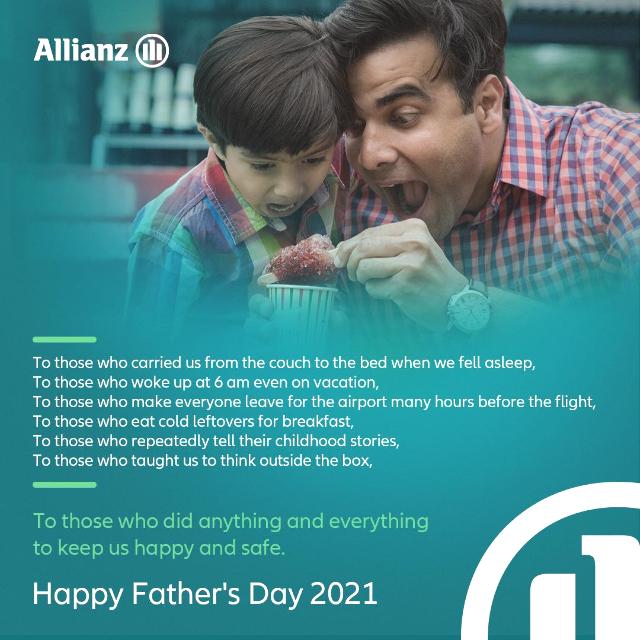 Allianz
To those who carried us from the couch to the bed when we fell asleep,
To those who woke up at 6 am even on vacation,
To those who make everyone leave for the airport many hours before the flight,
To those who eat cold leftovers for breakfast,
To those who repeatedly tell their childhood stories,
To those who taught us to think outside the box,
To those who did anything and everything
to keep us happy and safe.
Happy Father's Day 2021